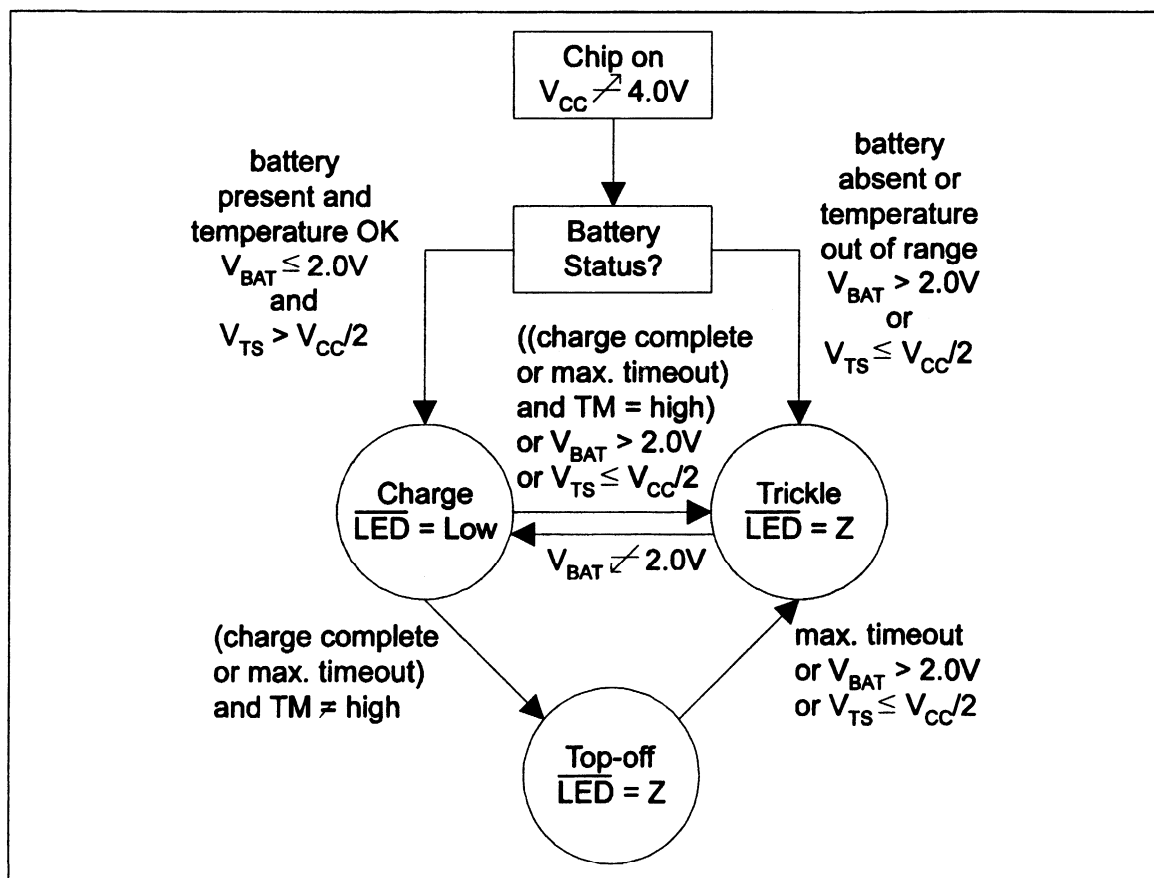 Chip on
V_CC ↗ 4.0V
battery
present and
temperature OK
V_BAT ≤ 2.0V
and
V_TS > V_CC/2
Battery
Status?
battery
absent or
temperature
out of range
V_BAT > 2.0V
or
V_TS ≤ V_CC/2
((charge complete
or max. timeout)
and TM = high)
or V_BAT > 2.0V
or V_TS ≤ V_CC/2
Charge
L̅E̅D̅ = Low
Trickle
L̅E̅D̅ = Z
V_BAT ↙ 2.0V
(charge complete
or max. timeout)
and TM ≠ high
max. timeout
or V_BAT > 2.0V
or V_TS ≤ V_CC/2
Top-off
L̅E̅D̅ = Z